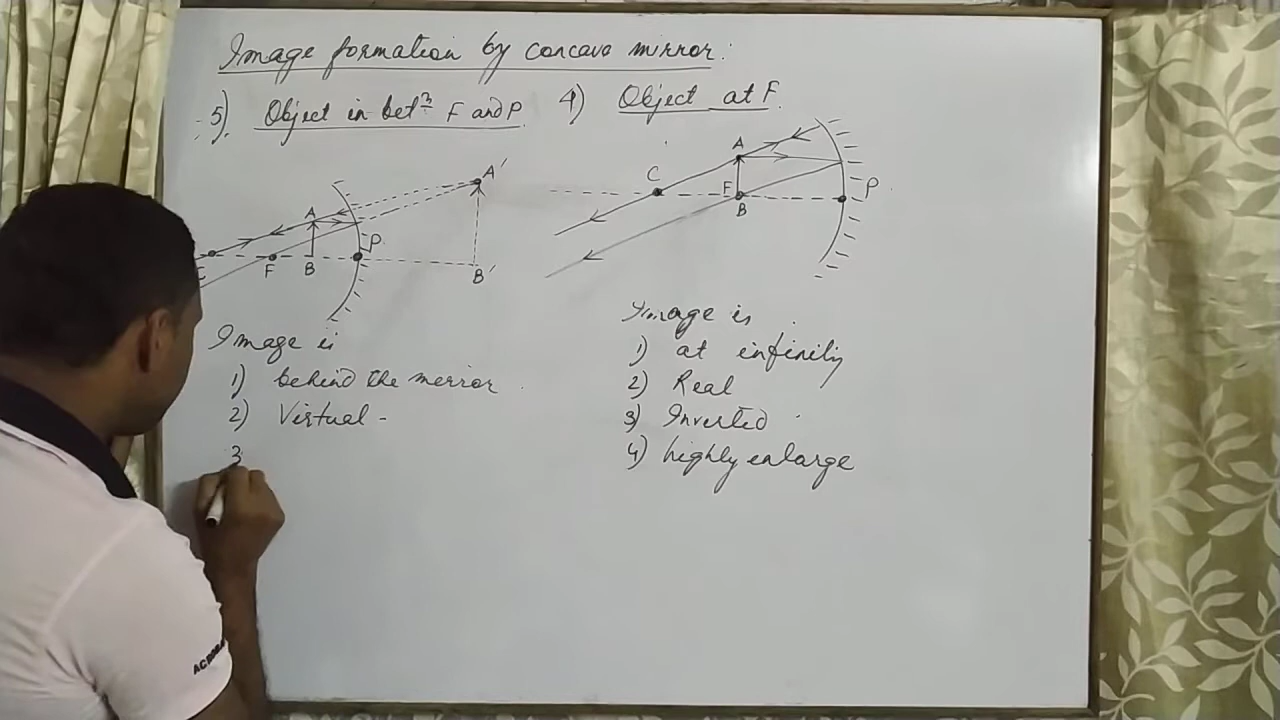 Image formation by concave mirror.
5). Object in betn F and P
A'
A
P
F
B
B'
Image is
1) behind the merror
2) Virtual -
3
4) Object at F.
A
C
F
P
B
Image is
1) at infinity
2) Real
3) Inverted
4) highly enlarge